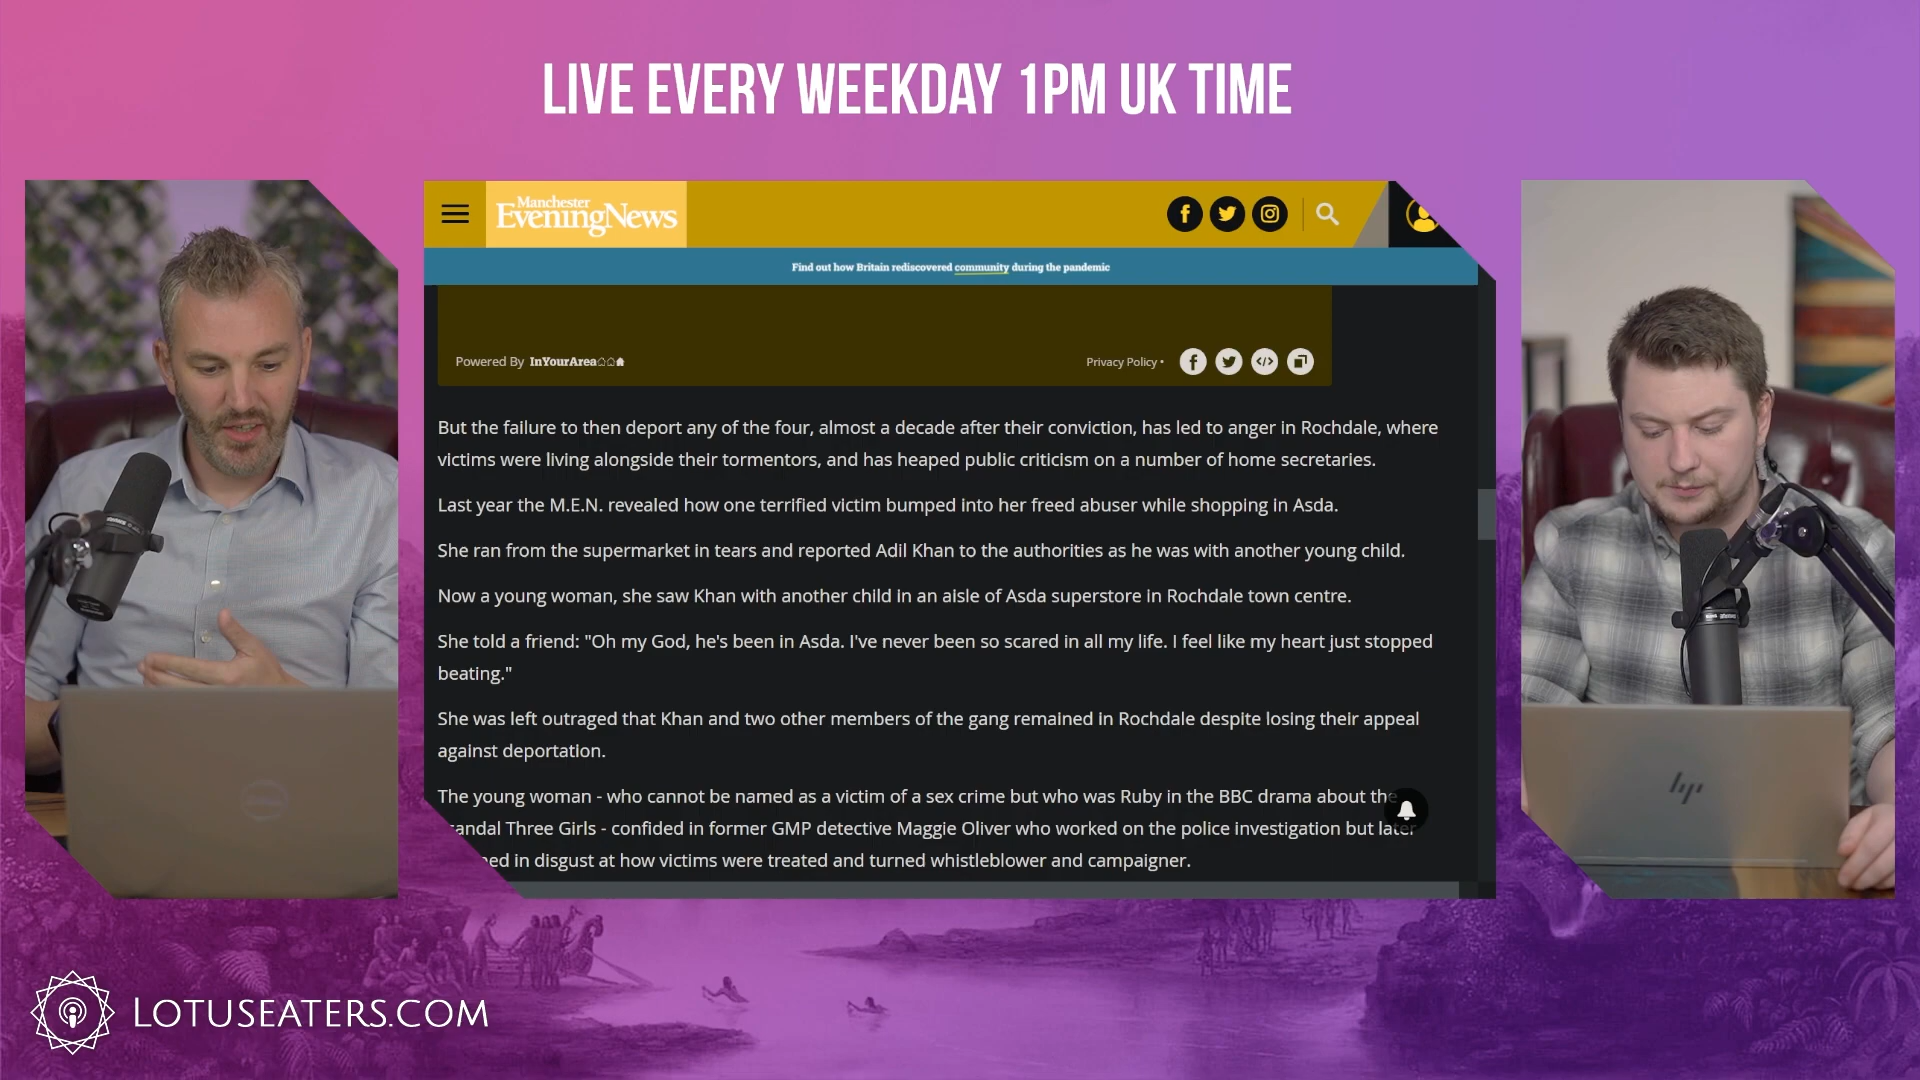 LIVE EVERY WEEKDAY 1PM UK TIME
Manchester
EveningNews
Find out how Britain rediscovered community during the pandemic
Powered By InYourArea
Privacy Policy •
But the failure to then deport any of the four, almost a decade after their conviction, has led to anger in Rochdale, where
victims were living alongside their tormentors, and has heaped public criticism on a number of home secretaries.
Last year the M.E.N. revealed how one terrified victim bumped into her freed abuser while shopping in Asda.
She ran from the supermarket in tears and reported Adil Khan to the authorities as he was with another young child.
Now a young woman, she saw Khan with another child in an aisle of Asda superstore in Rochdale town centre.
She told a friend: "Oh my God, he's been in Asda. I've never been so scared in all my life. I feel like my heart just stopped
beating."
She was left outraged that Khan and two other members of the gang remained in Rochdale despite losing their appeal
against deportation.
The young woman - who cannot be named as a victim of a sex crime but who was Ruby in the BBC drama about the
andal Three Girls - confided in former GMP detective Maggie Oliver who worked on the police investigation but later
ned in disgust at how victims were treated and turned whistleblower and campaigner.
hp
LOTUSEATERS.COM